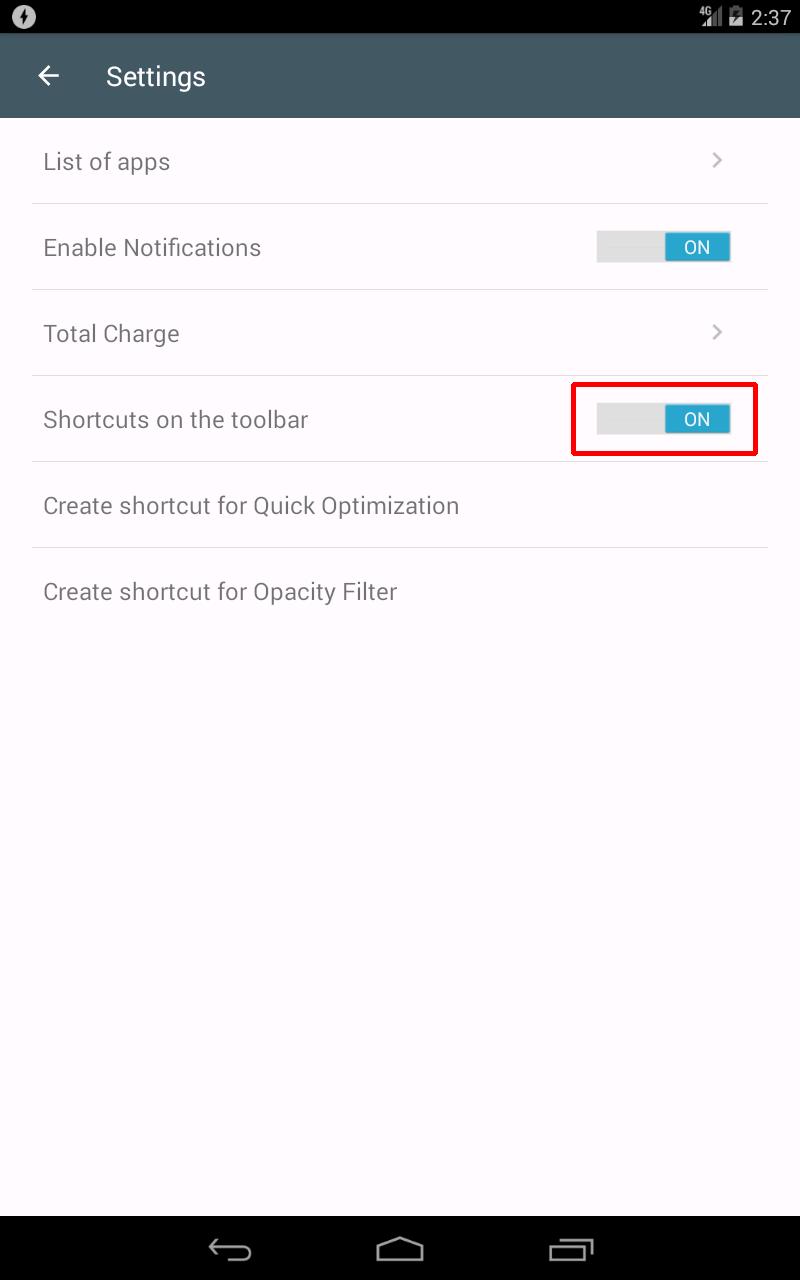 4G
2:37
Settings
List of apps
Enable Notifications
ON
Total Charge
Shortcuts on the toolbar
ON
Create shortcut for Quick Optimization
Create shortcut for Opacity Filter